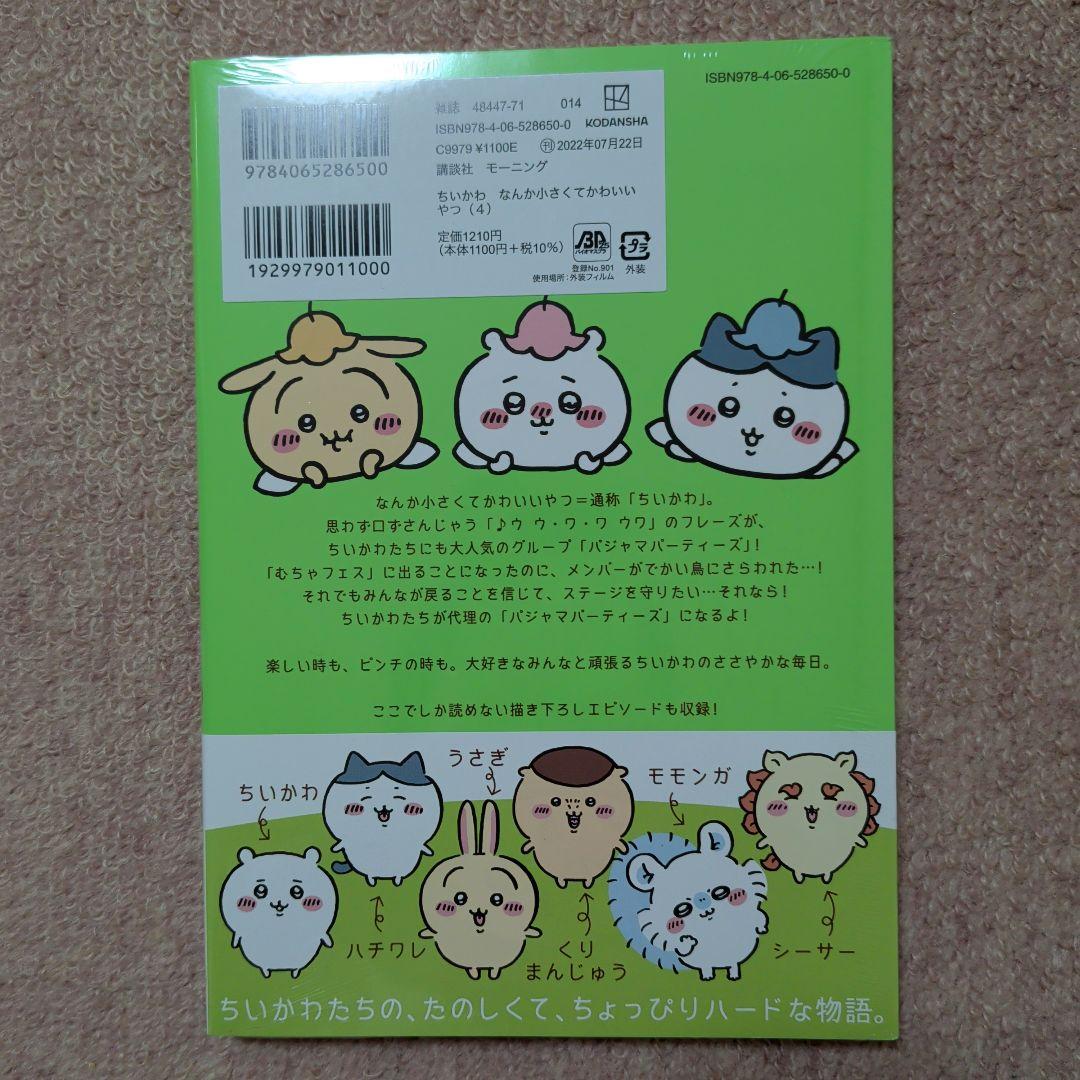 ISBN978-4-06-528650-0
雑誌 48447-71 014
ISBN978-4-06-528650-0
KODANSHA
C9979 ¥1100E ㊗2022年07月22日
講談社 モーニング
9784065286500
ちいかわ なんか小さくてかわいい
やつ(4)
定価1210円
(本体1100円+税10%)
1929979011000
バイオマスプラ
25
登録No.901
使用場所:外装フィルム
プラ
外装
なんか小さくてかわいいやつ=通称「ちいかわ」。
思わず口ずさんじゃう「♪ウ ウ・ワ・ワ ウワ」のフレーズが、
ちいかわたちにも大人気のグループ「パジャマパーティーズ」!
「むちゃフェス」に出ることになったのに、メンバーがでかい鳥にさらわれた…!
それでもみんなが戻ることを信じて、ステージを守りたい…それなら!
ちいかわたちが代理の「パジャマパーティーズ」になるよ!
楽しい時も、ピンチの時も。大好きなみんなと頑張るちいかわのささやかな毎日。
ここでしか読めない描き下ろしエピソードも収録!
ちいかわ
うさぎ
モモンガ
ハチワレ
くり
まんじゅう
シーサー
ちいかわたちの、たのしくて、ちょっぴりハードな物語。